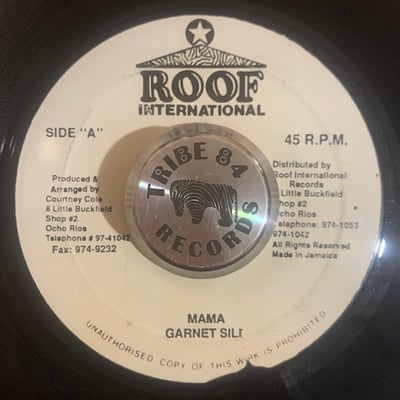 ROOF
INTERNATIONAL
SIDE "A"
45 R.P.M.
Produced &
Arranged by
Courtney Cole
8 Little Buckfield
Shop #2
Ocho Rios
Telephone # 97-41042
Fax: 974-9232
TRIBE 84
RECORDS
Distributed by
Roof International
Records
Little Buckfield
Shop #2
Ocho Rios
telephone: 974-1053
974-1042
All Rights Reserved
Made in Jamaica
MAMA
GARNET SILI
UNAUTHORISED COPY OF THIS WORK IS PROHIBITED